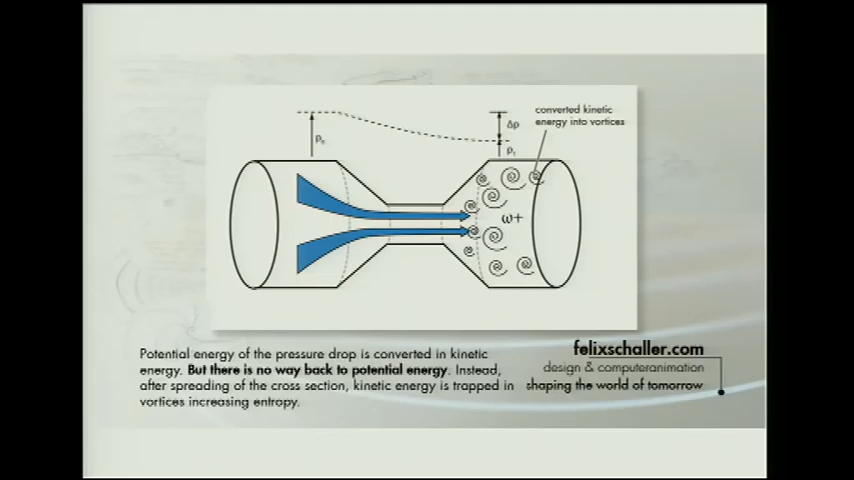 converted kinetic
energy into vortices
Δp
p₀
p₁
ω+
Potential energy of the pressure drop is converted in kinetic
energy. But there is no way back to potential energy. Instead,
after spreading of the cross section, kinetic energy is trapped in
vortices increasing entropy.
felixschaller.com
design & computeranimation
shaping the world of tomorrow